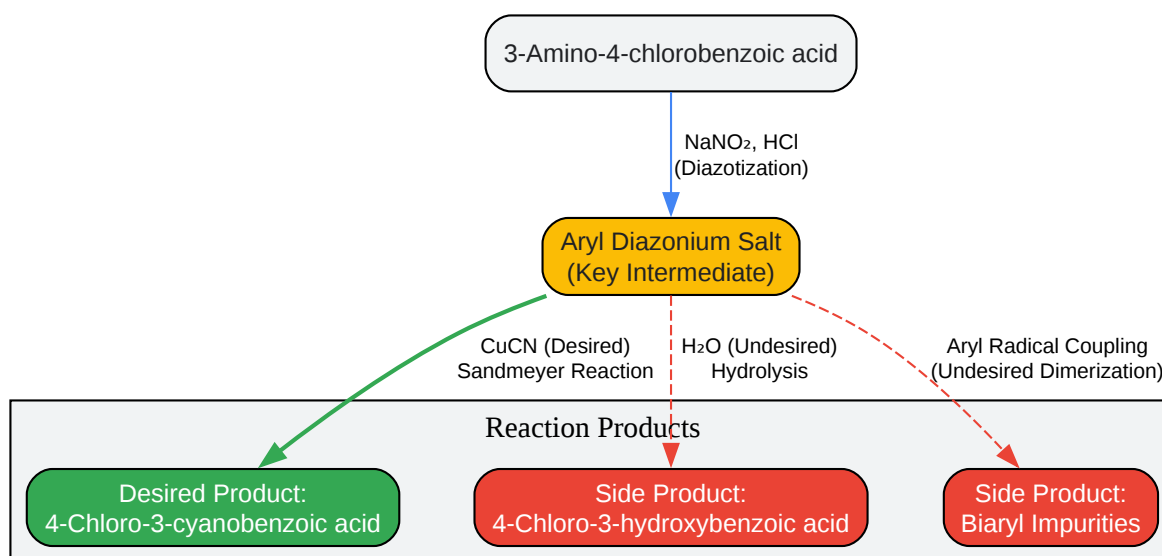 3-Amino-4-chlorobenzoic acid
NaNO₂, HCl
(Diazotization)
Aryl Diazonium Salt
(Key Intermediate)
CuCN (Desired)
Sandmeyer Reaction
H₂O (Undesired)
Hydrolysis
Aryl Radical Coupling
(Undesired Dimerization)
Reaction Products
Desired Product:
4-Chloro-3-cyanobenzoic acid
Side Product:
4-Chloro-3-hydroxybenzoic acid
Side Product:
Biaryl Impurities